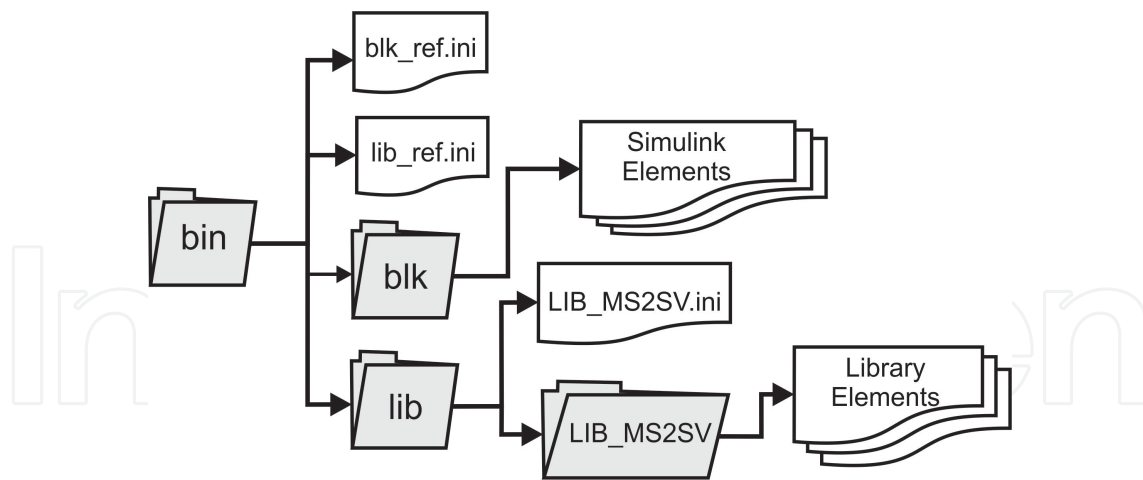 blk_ref.ini
lib_ref.ini
Simulink
Elements
bin
blk
LIB_MS2SV.ini
lib
LIB_MS2SV
Library
Elements